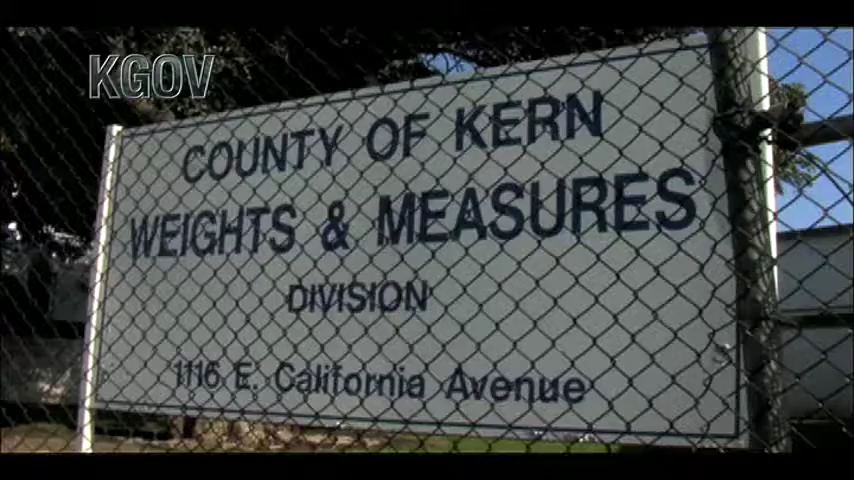 KGOV
COUNTY OF KERN
WEIGHTS & MEASURES
DIVISION
1116 E. California Avenue